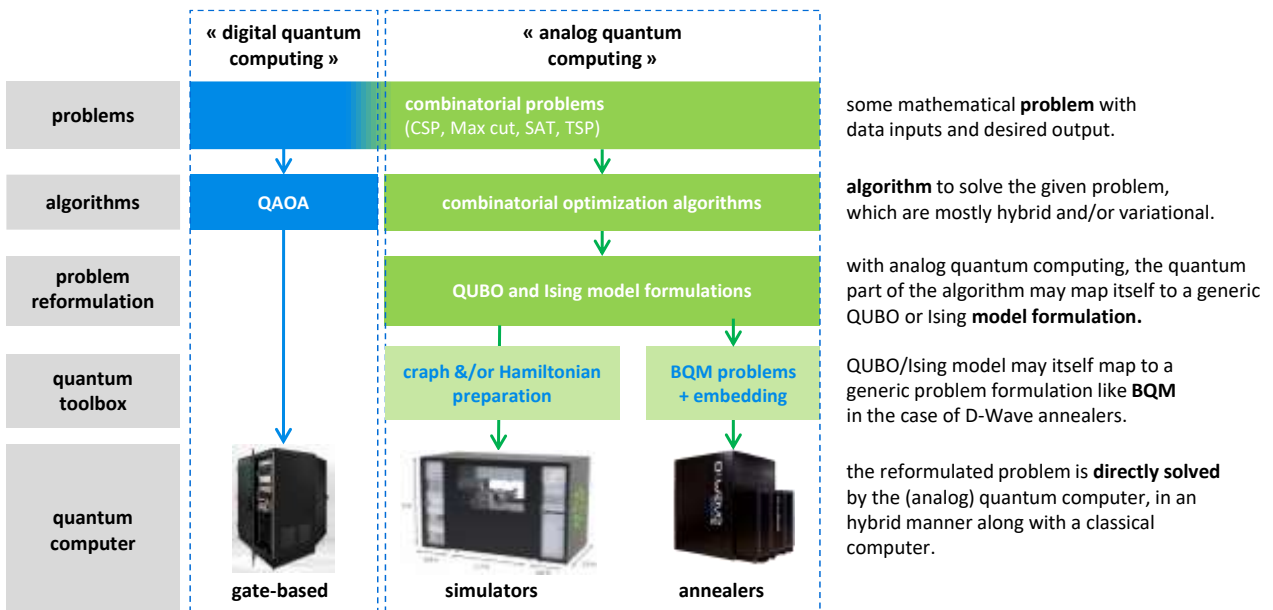 « digital quantum
computing »
« analog quantum
computing »
problems
combinatorial problems
(CSP, Max cut, SAT, TSP)
some mathematical problem with
data inputs and desired output.
algorithms
QAOA
combinatorial optimization algorithms
algorithm to solve the given problem,
which are mostly hybrid and/or variational.
problem
reformulation
QUBO and Ising model formulations
with analog quantum computing, the quantum
part of the algorithm may map itself to a generic
QUBO or Ising model formulation.
quantum
toolbox
craph &/or Hamiltonian
preparation
BQM problems
+ embedding
QUBO/Ising model may itself map to a
generic problem formulation like BQM
in the case of D-Wave annealers.
quantum
computer
gate-based
simulators
D:WAVE
annealers
the reformulated problem is directly solved
by the (analog) quantum computer, in an
hybrid manner along with a classical
computer.